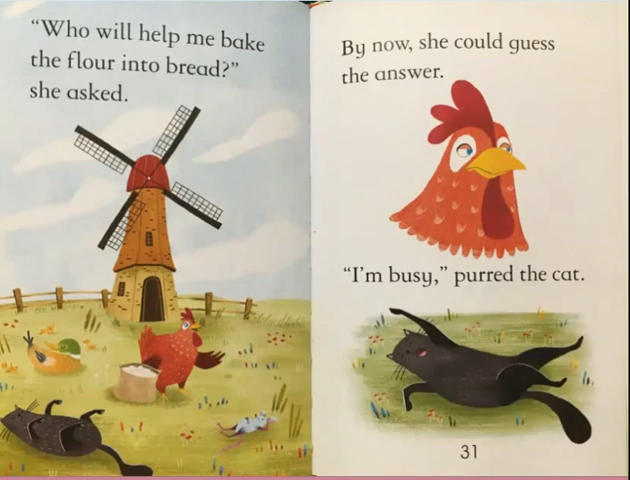 “Who will help me bake
the flour into bread?”
she asked.
By now, she could guess
the answer.
“I’m busy,” purred the cat.
31